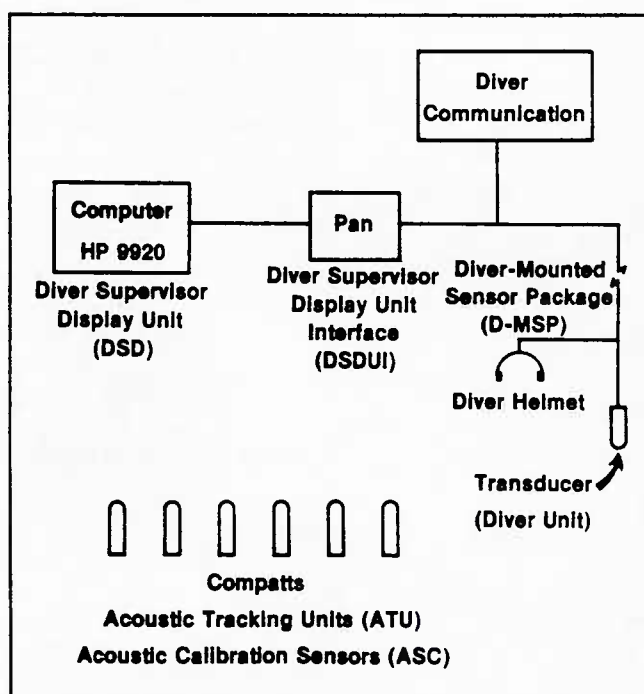 Diver
Communication
Computer
HP 9920
Pan
Diver Supervisor
Display Unit
(DSD)
Diver Supervisor
Display Unit
Interface
(DSDUI)
Diver-Mounted
Sensor Package
(D-MSP)
Diver Helmet
Transducer
(Diver Unit)
Compatts
Acoustic Tracking Units (ATU)
Acoustic Calibration Sensors (ASC)